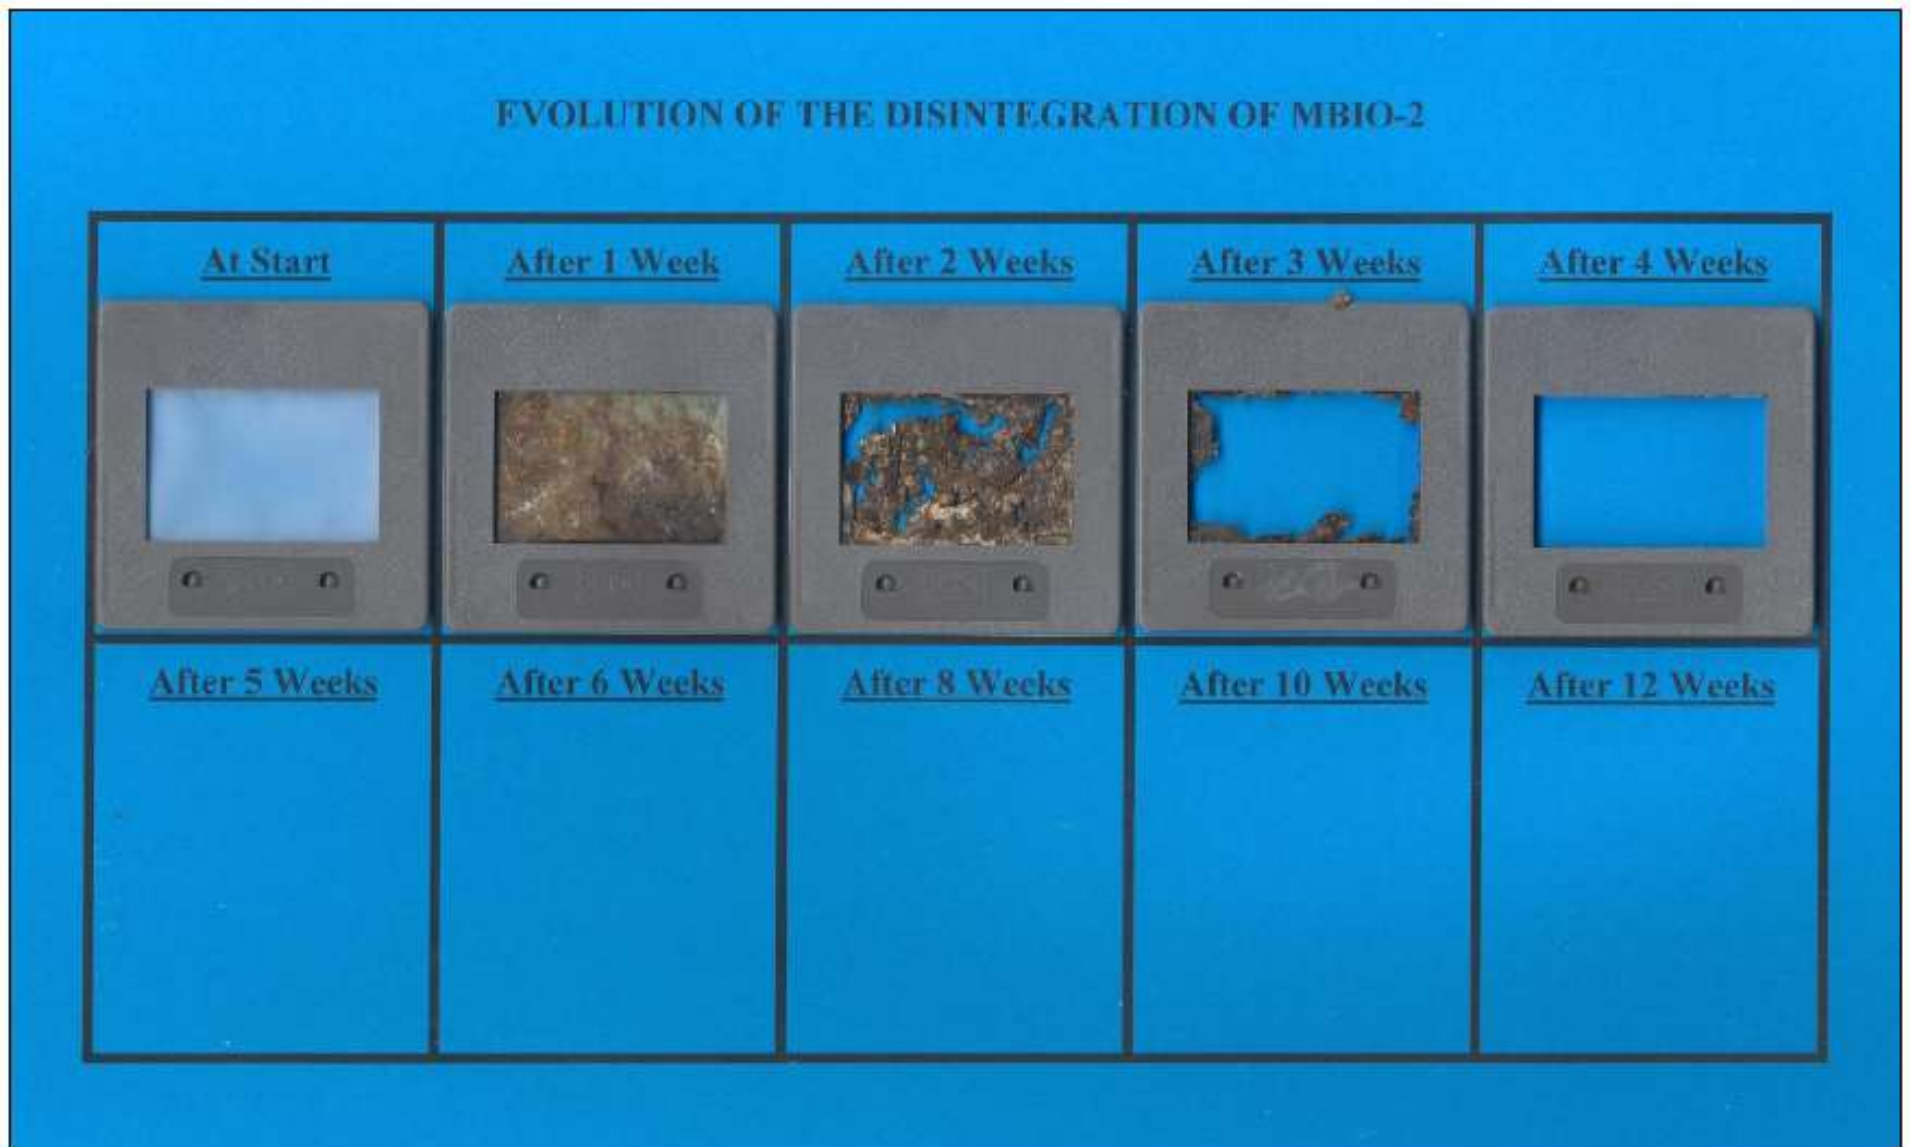 EVOLUTION OF THE DISINTEGRATION OF MBIO-2
At Start
After 1 Week
After 2 Weeks
After 3 Weeks
After 4 Weeks
After 5 Weeks
After 6 Weeks
After 8 Weeks
After 10 Weeks
After 12 Weeks